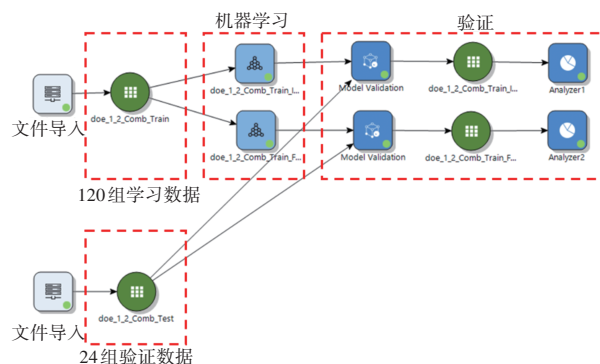 机器学习
验证
doe_1_2_Comb_Train_I...
Model Validation
doe_1_2_Comb_Train_I...
Analyzer1
文件导入
doe_1_2_Comb_Train
doe_1_2_Comb_Train_F...
Model Validation
doe_1_2_Comb_Train_F...
Analyzer2
120组学习数据
文件导入
doe_1_2_Comb_Test
24组验证数据